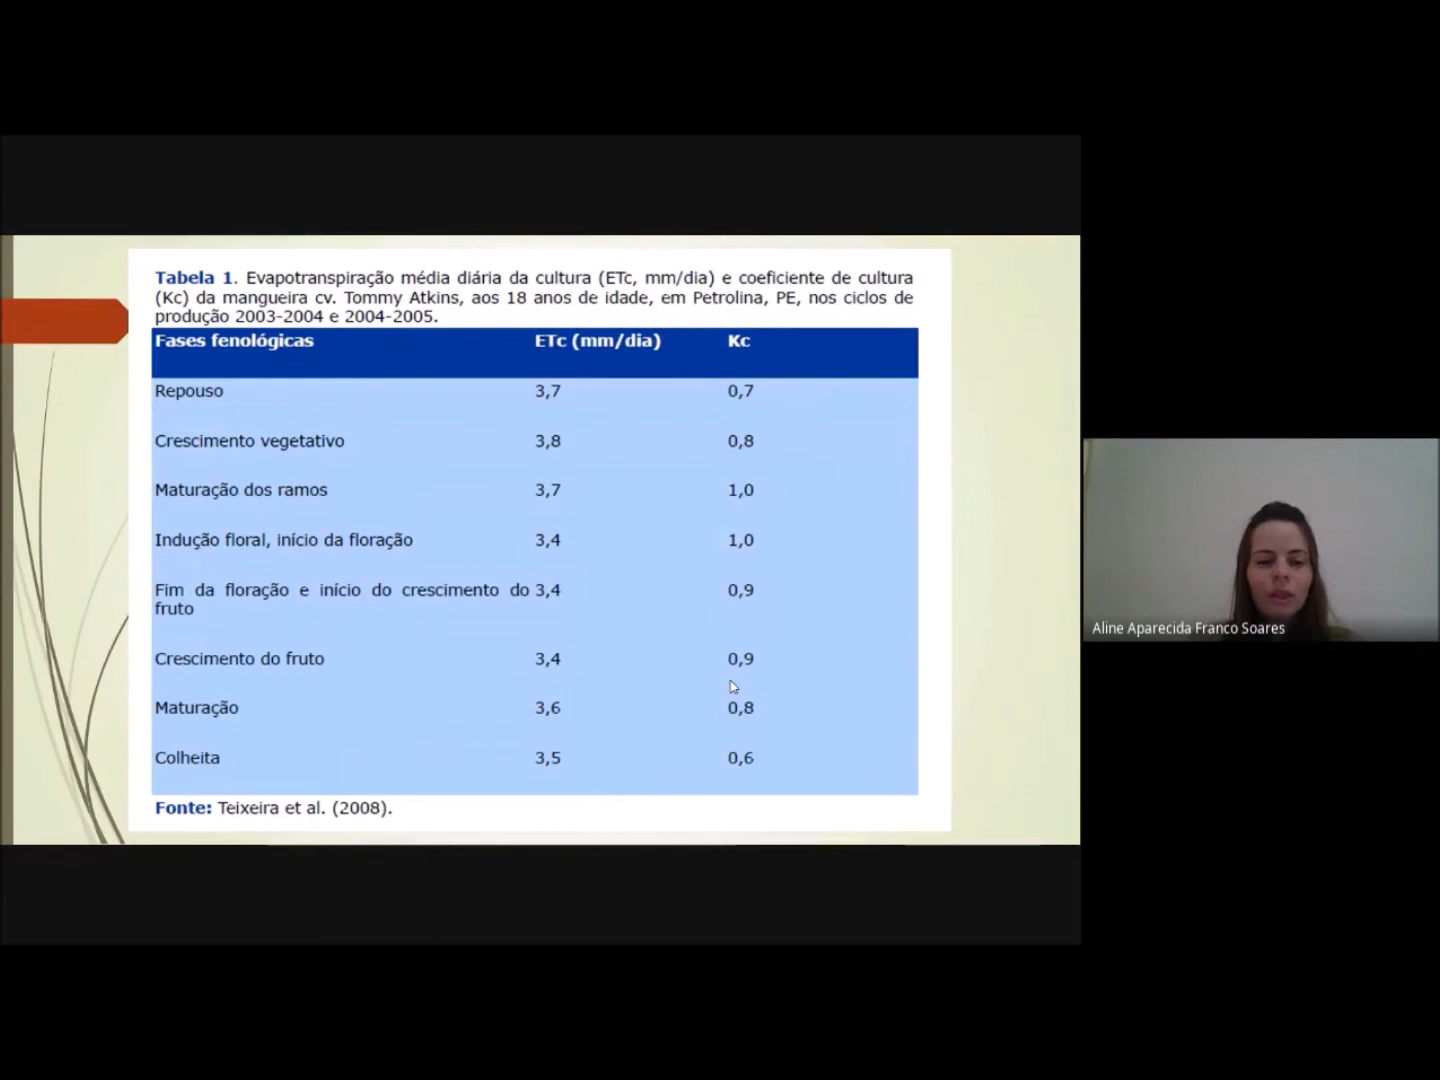 Tabela 1. Evapotranspiração média diária da cultura (ETc, mm/dia) e coeficiente de cultura
(Kc) da mangueira cv. Tommy Atkins, aos 18 anos de idade, em Petrolina, PE, nos ciclos de
produção 2003-2004 e 2004-2005.
Fases fenológicas ETc (mm/dia) Kc
Repouso 3,7 0,7
Crescimento vegetativo 3,8 0,8
Maturação dos ramos 3,7 1,0
Indução floral, início da floração 3,4 1,0
Fim da floração e início do crescimento do 3,4 0,9
fruto
Crescimento do fruto 3,4 0,9
Maturação 3,6 0,8
Colheita 3,5 0,6
Fonte: Teixeira et al. (2008).
Aline Aparecida Franco Soares